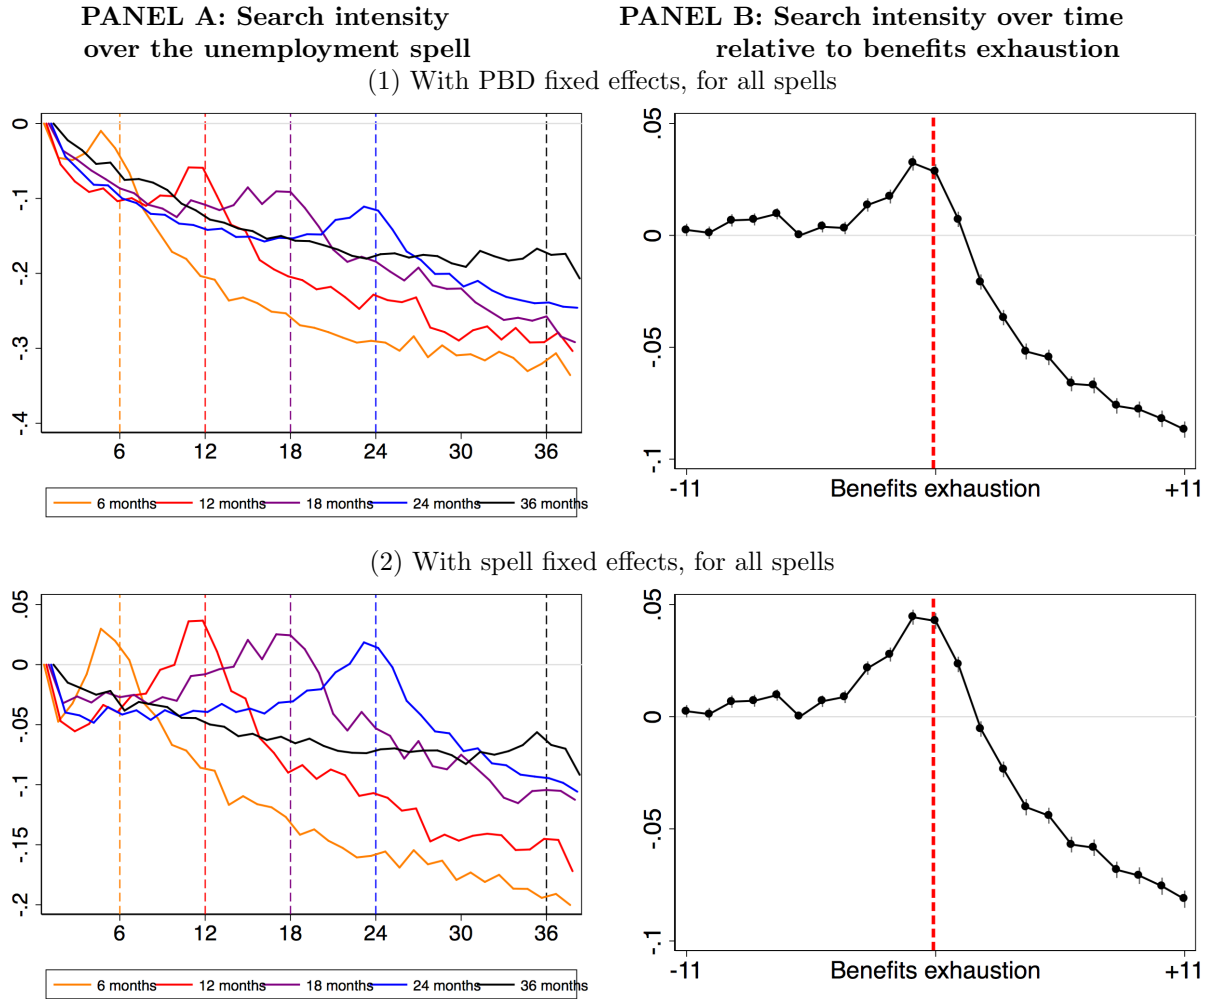 PANEL A: Search intensity
over the unemployment spell
PANEL B: Search intensity over time
relative to benefits exhaustion
(1) With PBD fixed effects, for all spells
0
-.1
-.2
-.3
-.4
6 12 18 24 30 36
6 months 12 months 18 months 24 months 36 months
.05
0
-.05
-.1
-11 Benefits exhaustion +11
(2) With spell fixed effects, for all spells
.05
0
-.05
-.1
-.15
-.2
6 12 18 24 30 36
6 months 12 months 18 months 24 months 36 months
.05
0
-.05
-.1
-11 Benefits exhaustion +11